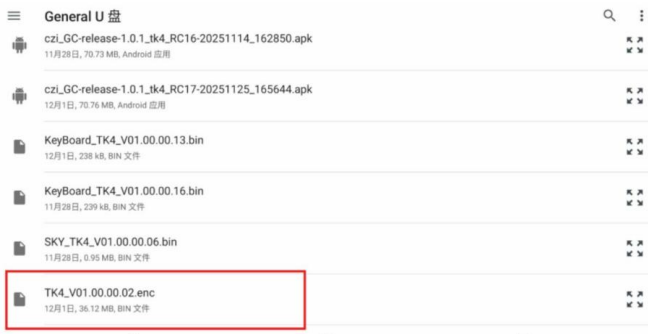 General U 盘
czi_GC-release-1.0.1_tk4_RC16-20251114_162850.apk
11月28日, 70.73 MB, Android 应用
czi_GC-release-1.0.1_tk4_RC17-20251125_165644.apk
12月1日, 70.76 MB, Android 应用
KeyBoard_TK4_V01.00.00.13.bin
12月1日, 238 kB, BIN 文件
KeyBoard_TK4_V01.00.00.16.bin
11月28日, 239 kB, BIN 文件
SKY_TK4_V01.00.00.06.bin
11月28日, 0.95 MB, BIN 文件
TK4_V01.00.00.02.enc
12月1日, 36.12 MB, BIN 文件